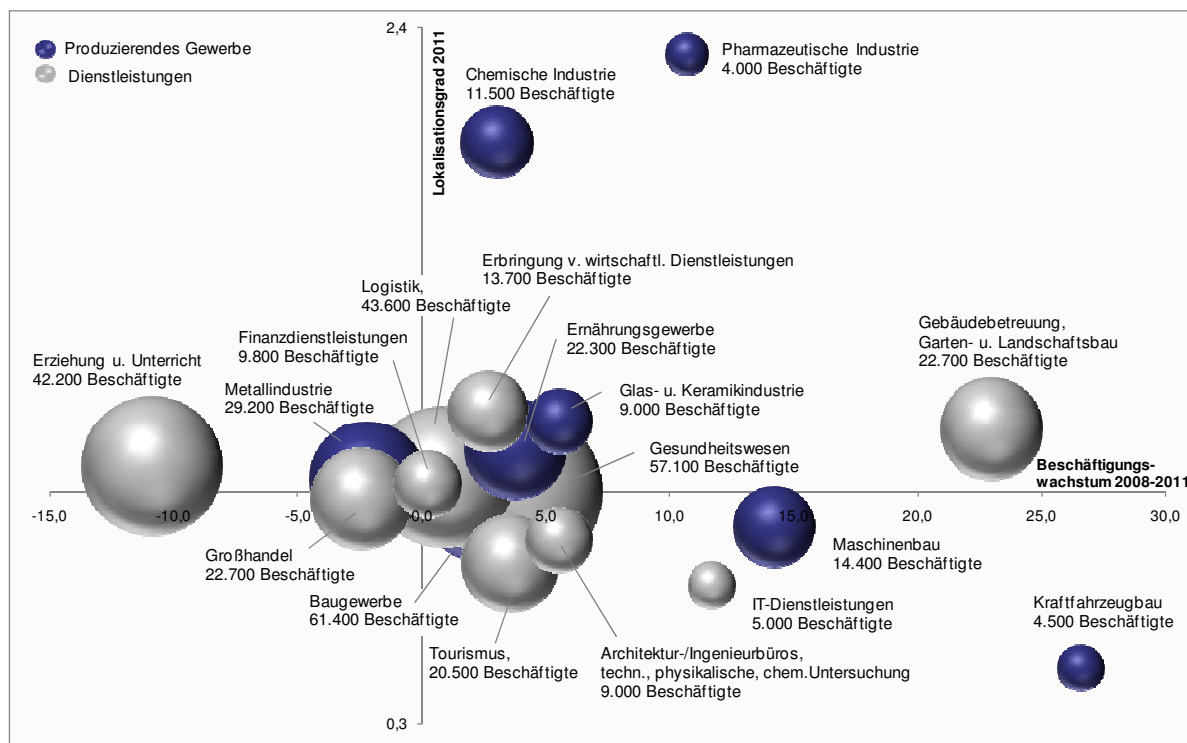 2,4
Produzierendes Gewerbe
Dienstleistungen
Lokalisationsgrad 2011
Pharmazeutische Industrie
4.000 Beschäftigte
Chemische Industrie
11.500 Beschäftigte
Erbringung v. wirtschaftl. Dienstleistungen
13.700 Beschäftigte
Logistik,
43.600 Beschäftigte
Finanzdienstleistungen
9.800 Beschäftigte
Ernährungsgewerbe
22.300 Beschäftigte
Gebäudebetreuung,
Garten- u. Landschaftsbau
22.700 Beschäftigte
Erziehung u. Unterricht
42.200 Beschäftigte
Metallindustrie
29.200 Beschäftigte
Glas- u. Keramikindustrie
9.000 Beschäftigte
Gesundheitswesen
57.100 Beschäftigte
Beschäftigungs-
wachstum 2008-2011
-15,0 -10,0 -5,0 0,0 5,0 10,0 15,0 20,0 25,0 30,0
Großhandel
22.700 Beschäftigte
Maschinenbau
14.400 Beschäftigte
Baugewerbe
61.400 Beschäftigte
IT-Dienstleistungen
5.000 Beschäftigte
Kraftfahrzeugbau
4.500 Beschäftigte
Tourismus,
20.500 Beschäftigte
Architektur-/Ingenieurbüros,
techn., physikalische, chem.Untersuchung
9.000 Beschäftigte
0,3